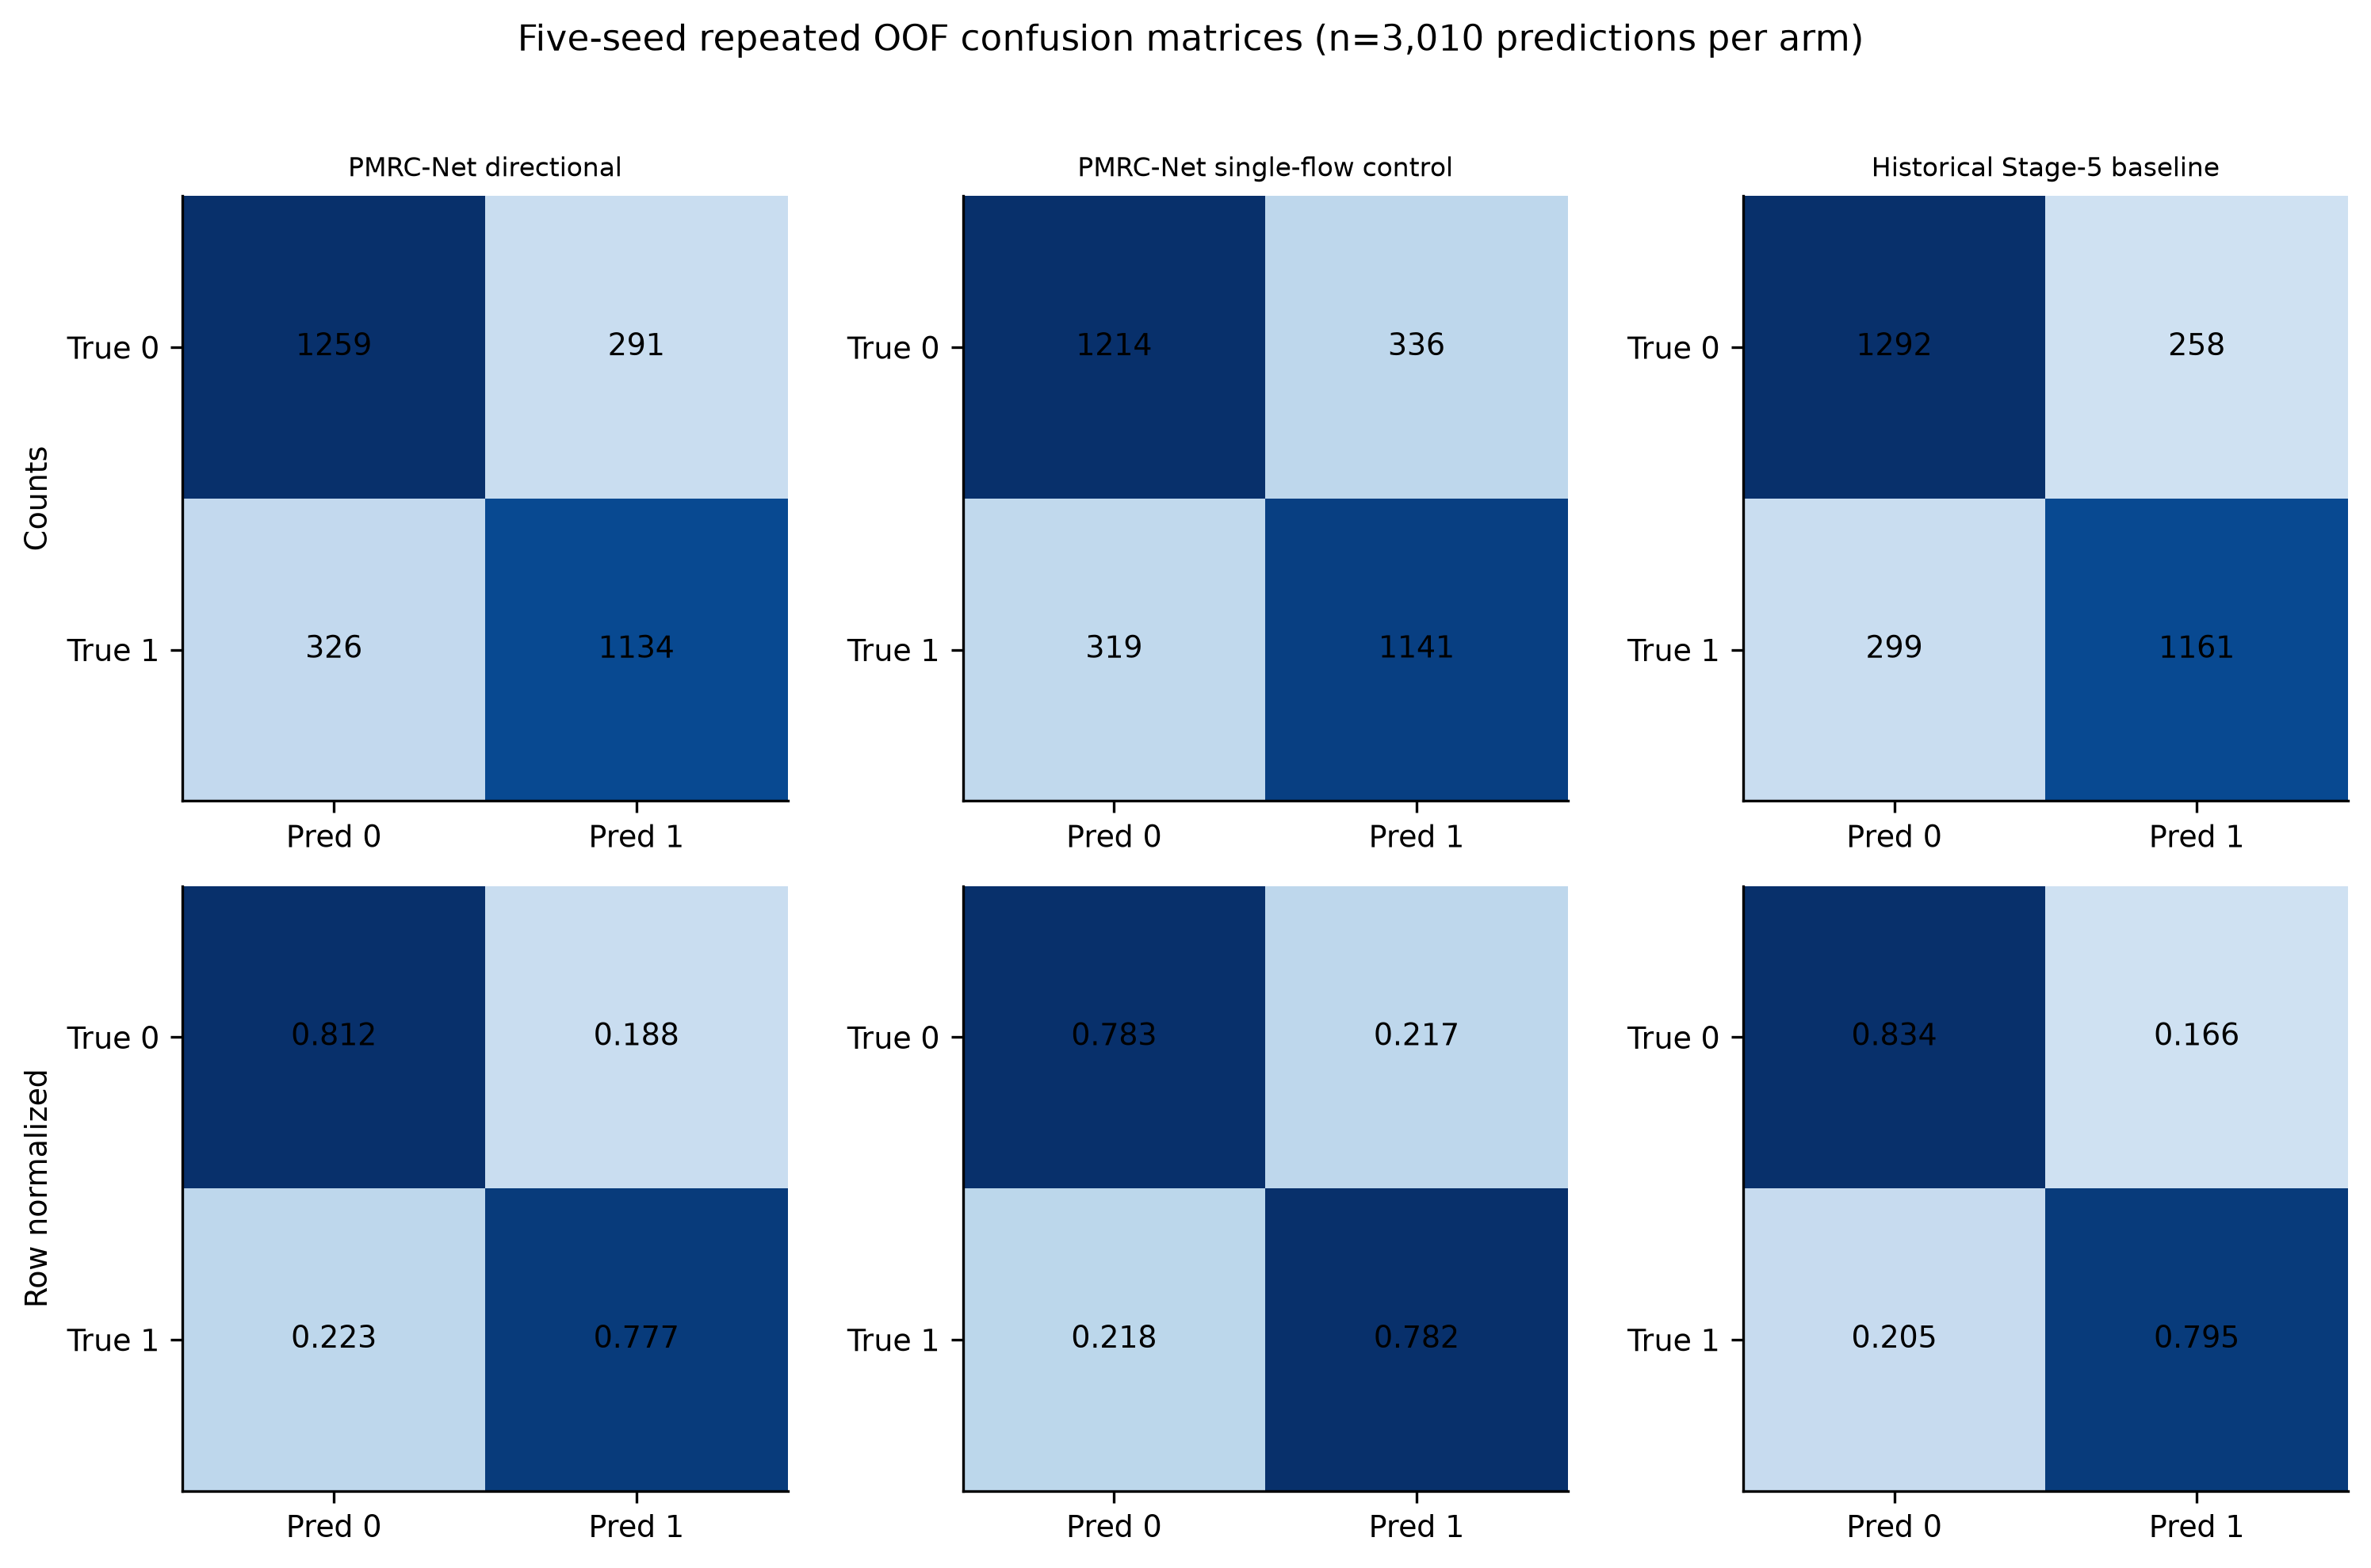 Five-seed repeated OOF confusion matrices (n=3,010 predictions per arm)
PMRC-Net directional
PMRC-Net single-flow control
Historical Stage-5 baseline
Counts
True 0
1259
291
True 1
326
1134
Pred 0
Pred 1
True 0
1214
336
True 1
319
1141
Pred 0
Pred 1
True 0
1292
258
True 1
299
1161
Pred 0
Pred 1
Row normalized
True 0
0.812
0.188
True 1
0.223
0.777
Pred 0
Pred 1
True 0
0.783
0.217
True 1
0.218
0.782
Pred 0
Pred 1
True 0
0.834
0.166
True 1
0.205
0.795
Pred 0
Pred 1